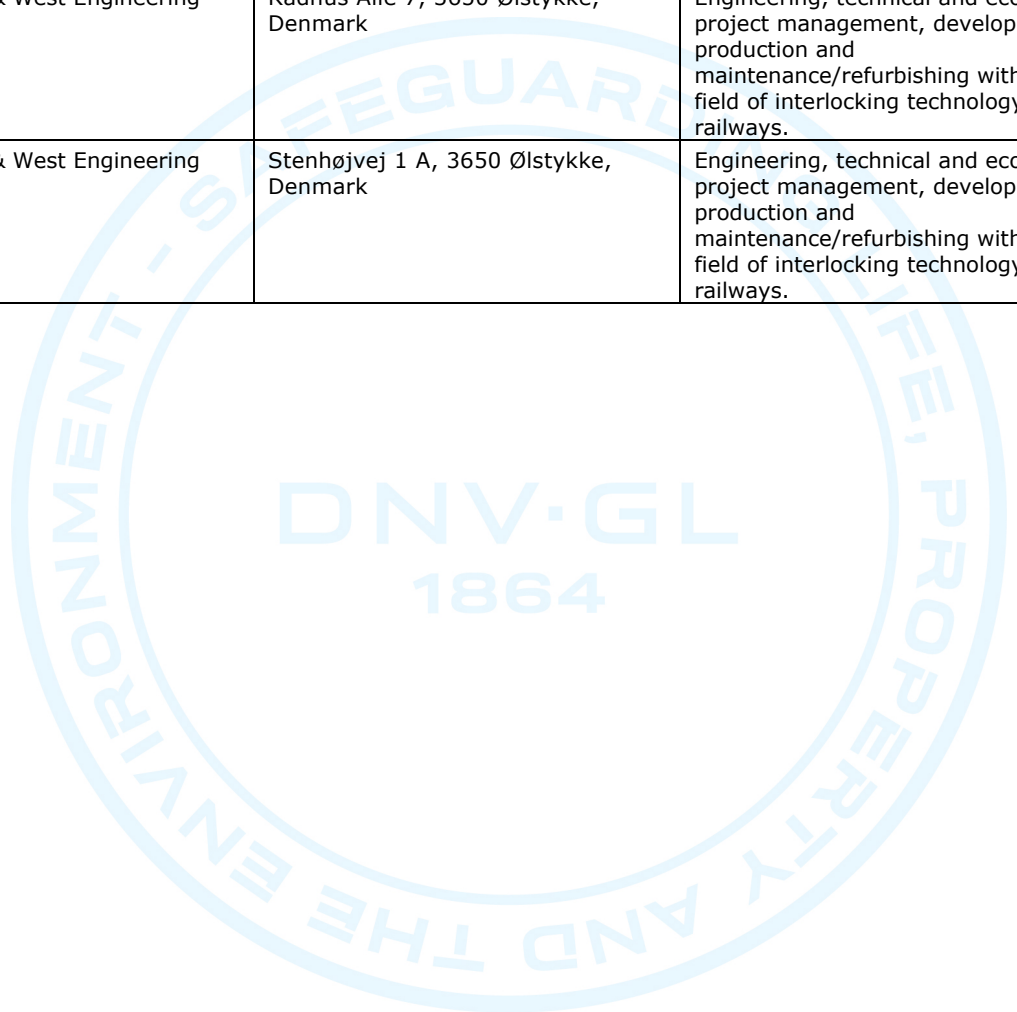 & West Engineering
Alle 7, 3650 Ølstykke,
Denmark
Engineering, technical and eco
project management, develop
production and
maintenance/refurbishing with
field of interlocking technology
railways.
& West Engineering
Stenhøjvej 1 A, 3650 Ølstykke,
Denmark
Engineering, technical and eco
project management, develop
production and
maintenance/refurbishing with
field of interlocking technology
railways.
SAFEGUARDING LIFE, PROPERTY AND THE ENVIRONMENT -
DNV·GL
1864